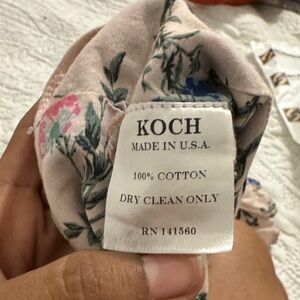 KOCH
MADE IN U.S.A.
100% COTTON
DRY CLEAN ONLY
RN 141560